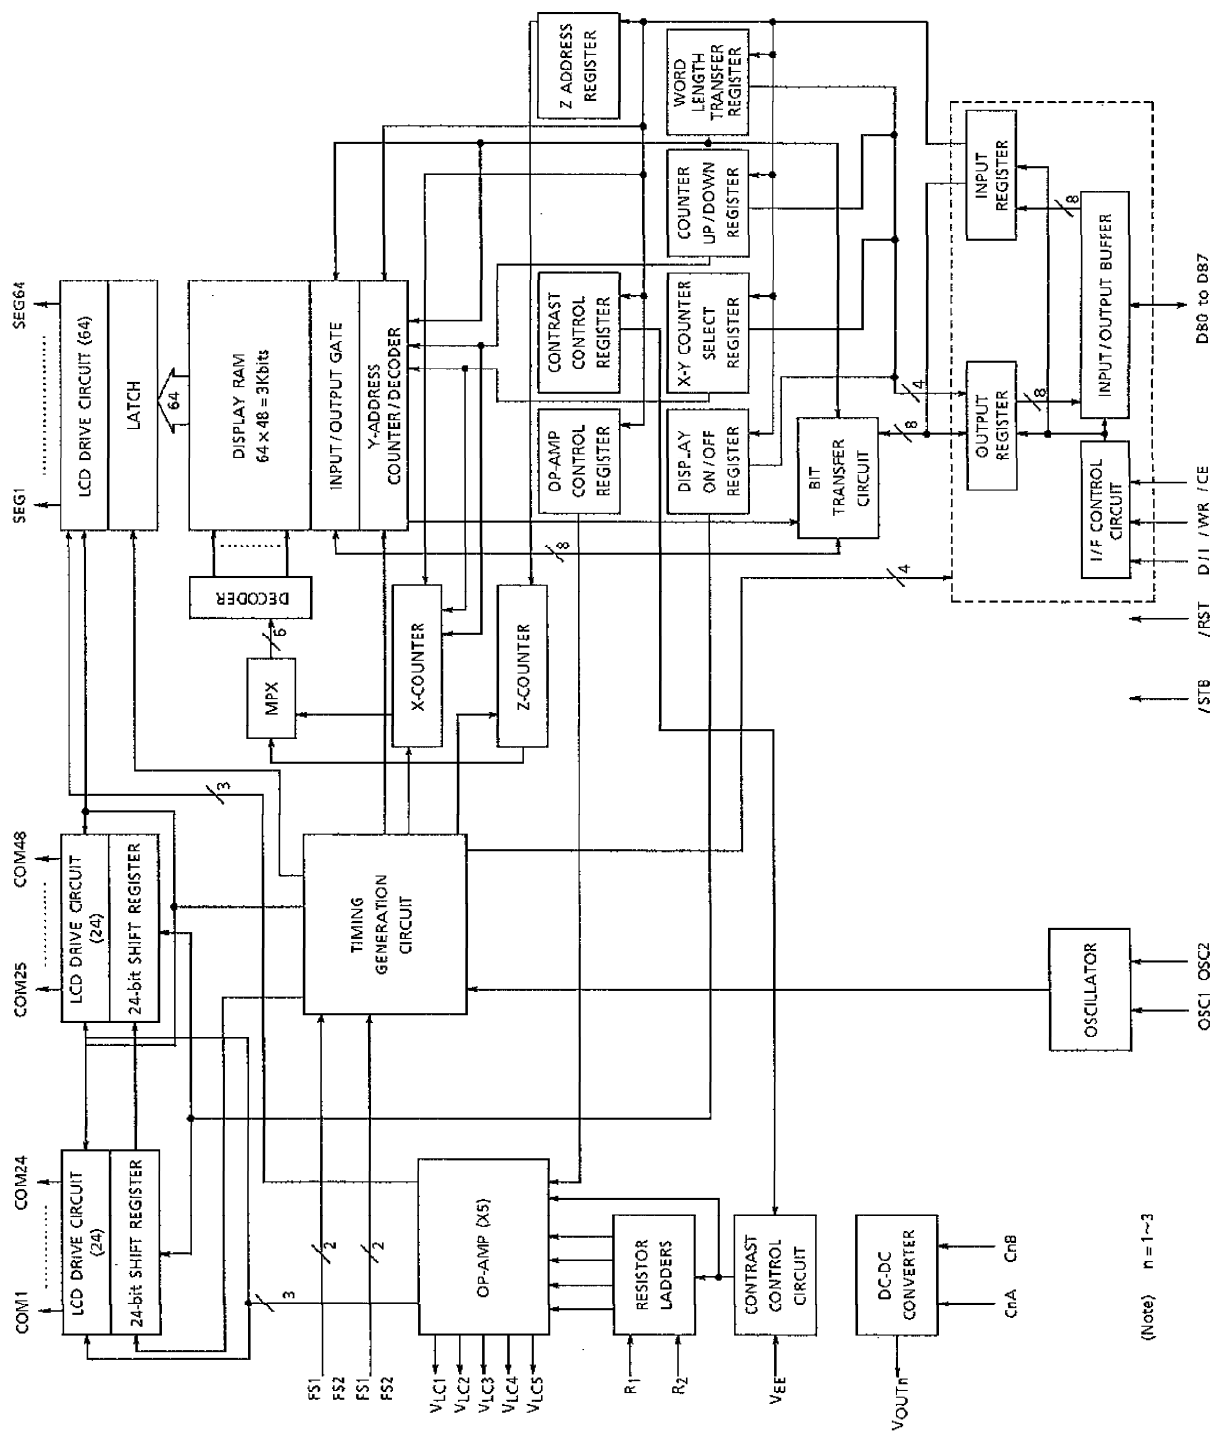 COM1 ········ COM24
COM25 ········ COM48
SEG1 ········ SEG64
LCD DRIVE CIRCUIT
(24)
24-bit SHIFT REGISTER
LCD DRIVE CIRCUIT
(24)
24-bit SHIFT REGISTER
LCD DRIVE CIRCUIT (64)
LATCH
64
3
3
DISPLAY RAM
64 × 48 = 3Kbits
INPUT/OUTPUT GATE
Y-ADDRESS
COUNTER/DECODER
DECODER
6
MPX
X-COUNTER
Z-COUNTER
8
FS1
FS2
2
FS1
FS2
2
TIMING
GENERATION
CIRCUIT
VLC1
VLC2
VLC3
VLC4
VLC5
OP-AMP (X5)
OP-AMP
CONTROL
REGISTER
CONTRAST
CONTROL
REGISTER
Z ADDRESS
REGISTER
R1
R2
RESISTOR
LADDERS
DISPLAY
ON/OFF
REGISTER
X-Y COUNTER
SELECT
REGISTER
COUNTER
UP/DOWN
REGISTER
WORD
LENGTH
TRANSFER
REGISTER
VEE
CONTRAST
CONTROL
CIRCUIT
BIT
TRANSFER
CIRCUIT
4
8
4
VOUTn
DC-DC
CONVERTER
CnA
CnB
OUTPUT
REGISTER
INPUT
REGISTER
8
8
OSCILLATOR
I/F CONTROL
CIRCUIT
INPUT/OUTPUT BUFFER
OSC1 OSC2
/STB
/RST
D/I /WR /CE
DB0 to DB7
(Note) n = 1~3